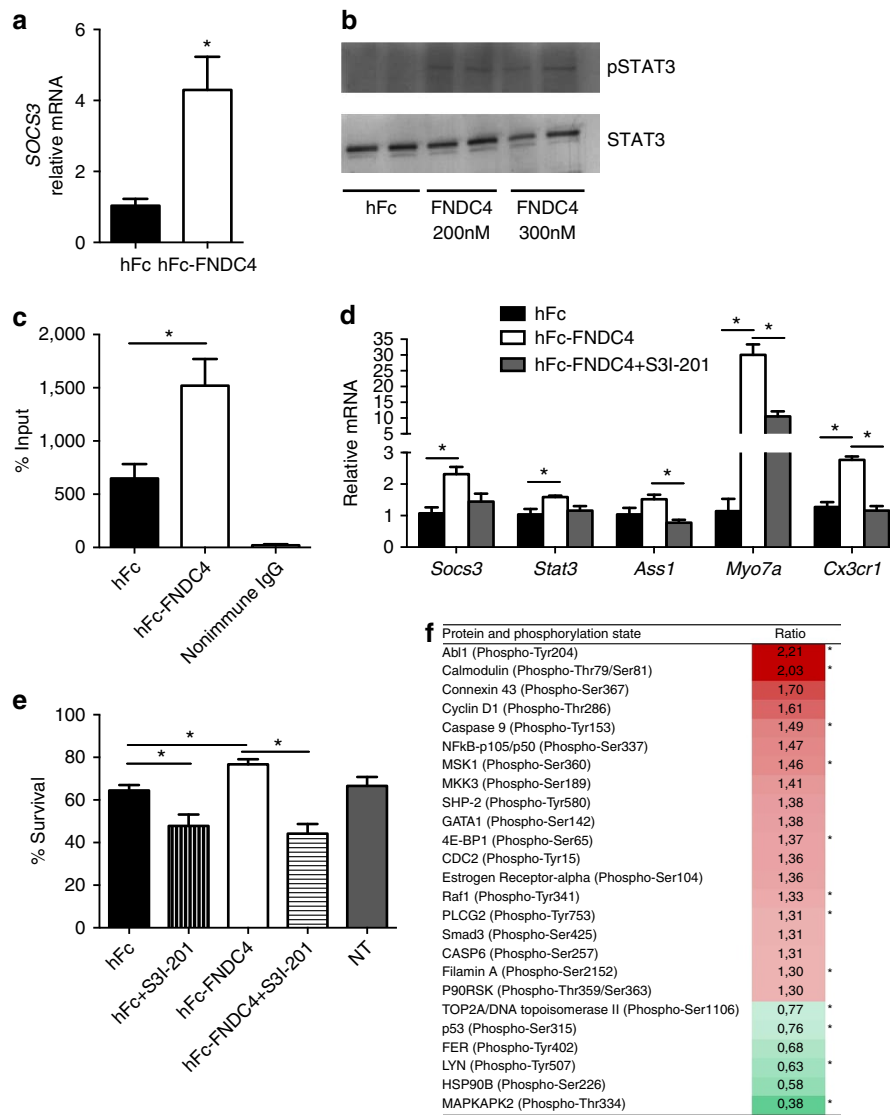 a
SOCS3
relative mRNA
6
4
2
0
*
hFc
hFc-FNDC4
b
pSTAT3
STAT3
hFc
FNDC4
200nM
FNDC4
300nM
c
% Input
2,000
1,500
1,000
500
0
*
hFc
hFc-FNDC4
Nonimmune IgG
d
hFc
hFc-FNDC4
hFc-FNDC4+S3I-201
Relative mRNA
35
30
25
20
15
10
3
2
1
0
*
*
*
* *
* *
Socs3
Stat3
Ass1
Myo7a
Cx3cr1
e
% Survival
100
80
60
40
20
0
*
*
*
hFc
hFc+S3I-201
hFc-FNDC4
hFc-FNDC4+S3I-201
NT
f
Protein and phosphorylation state Ratio
Abl1 (Phospho-Tyr204) 2,21 *
Calmodulin (Phospho-Thr79/Ser81) 2,03 *
Connexin 43 (Phospho-Ser367) 1,70
Cyclin D1 (Phospho-Thr286) 1,61
Caspase 9 (Phospho-Tyr153) 1,49 *
NFkB-p105/p50 (Phospho-Ser337) 1,47
MSK1 (Phospho-Ser360) 1,46 *
MKK3 (Phospho-Ser189) 1,41
SHP-2 (Phospho-Tyr580) 1,38
GATA1 (Phospho-Ser142) 1,38
4E-BP1 (Phospho-Ser65) 1,37 *
CDC2 (Phospho-Tyr15) 1,36
Estrogen Receptor-alpha (Phospho-Ser104) 1,36
Raf1 (Phospho-Tyr341) 1,33 *
PLCG2 (Phospho-Tyr753) 1,31 *
Smad3 (Phospho-Ser425) 1,31
CASP6 (Phospho-Ser257) 1,31
Filamin A (Phospho-Ser2152) 1,30 *
P90RSK (Phospho-Thr359/Ser363) 1,30
TOP2A/DNA topoisomerase II (Phospho-Ser1106) 0,77 *
p53 (Phospho-Ser315) 0,76 *
FER (Phospho-Tyr402) 0,68
LYN (Phospho-Tyr507) 0,63 *
HSP90B (Phospho-Ser226) 0,58
MAPKAPK2 (Phospho-Thr334) 0,38 *